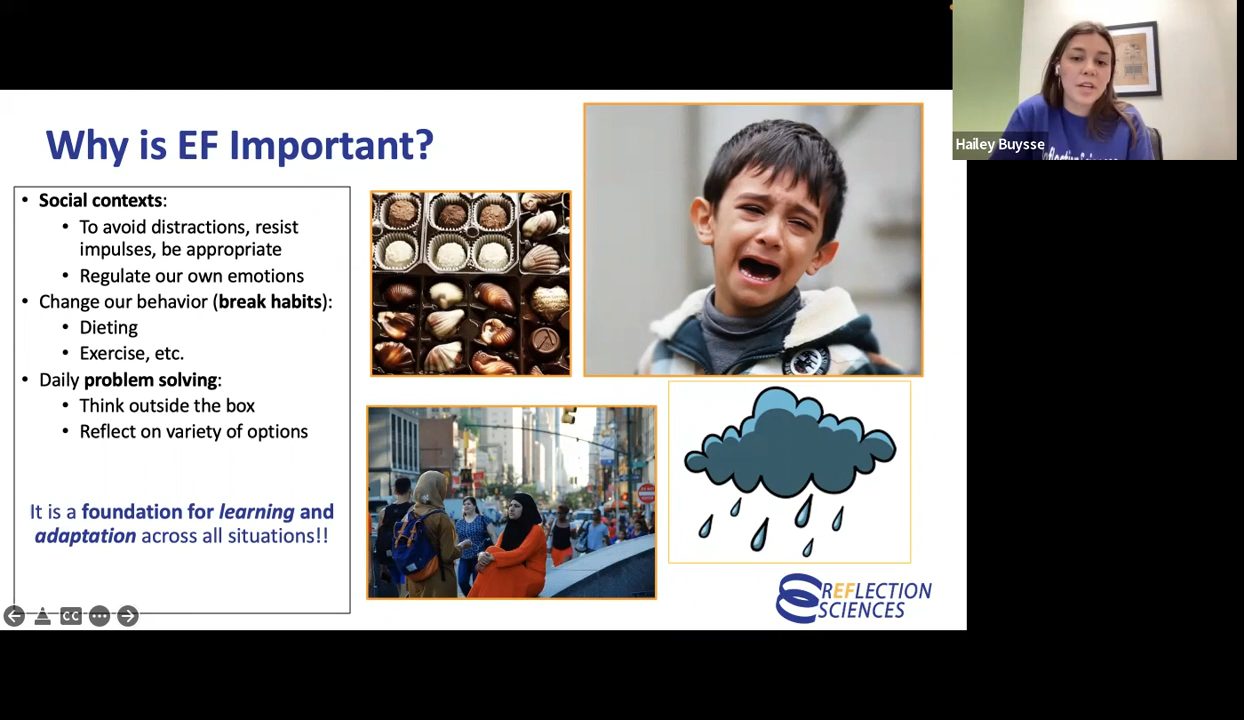 Why is EF Important?
• Social contexts:
• To avoid distractions, resist
impulses, be appropriate
• Regulate our own emotions
• Change our behavior (break habits):
• Dieting
• Exercise, etc.
• Daily problem solving:
• Think outside the box
• Reflect on variety of options
It is a foundation for learning and
adaptation across all situations!!
CC
REFLECTION
SCIENCES
Hailey Buysse